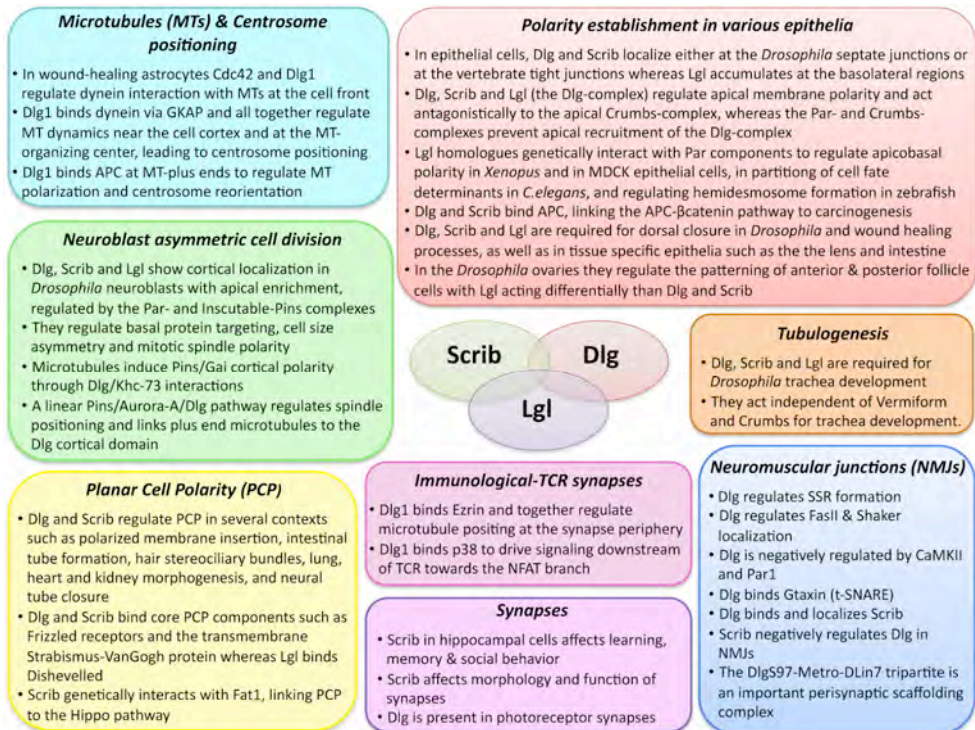 Microtubules (MTs) & Centrosome
positioning
• In wound-healing astrocytes Cdc42 and Dlg1
regulate dynein interaction with MTs at the cell front
• Dlg1 binds dynein via GKAP and all together regulate
MT dynamics near the cell cortex and at the MT-
organizing center, leading to centrosome positioning
• Dlg1 binds APC at MT-plus ends to regulate MT
polarization and centrosome reorientation
Polarity establishment in various epithelia
• In epithelial cells, Dlg and Scrib localize either at the Drosophila septate junctions or
at the vertebrate tight junctions whereas Lgl accumulates at the basolateral regions
• Dlg, Scrib and Lgl (the Dlg-complex) regulate apical membrane polarity and act
antagonistically to the apical Crumbs-complex, whereas the Par- and Crumbs-
complexes prevent apical recruitment of the Dlg-complex
• Lgl homologues genetically interact with Par components to regulate apicobasal
polarity in Xenopus and in MDCK epithelial cells, in partitiong of cell fate
determinants in C.elegans, and regulating hemidesmosome formation in zebrafish
• Dlg and Scrib bind APC, linking the APC-βcatenin pathway to carcinogenesis
• Dlg, Scrib and Lgl are required for dorsal closure in Drosophila and wound healing
processes, as well as in tissue specific epithelia such as the the lens and intestine
• In the Drosophila ovaries they regulate the patterning of anterior & posterior follicle
cells with Lgl acting differently than Dlg and Scrib
Neuroblast asymmetric cell division
• Dlg, Scrib and Lgl show cortical localization in
Drosophila neuroblasts with apical enrichment,
regulated by the Par- and Inscutable-Pins complexes
• They regulate basal protein targeting, cell size
asymmetry and mitotic spindle polarity
• Microtubules induce Pins/Gai cortical polarity
through Dlg/Khc-73 interactions
• A linear Pins/Aurora-A/Dlg pathway regulates spindle
positioning and links plus end microtubules to the
Dlg cortical domain
Scrib
Dlg
Lgl
Tubulogenesis
• Dlg, Scrib and Lgl are required for
Drosophila trachea development
• They act independent of Vermiform
and Crumbs for trachea development.
Planar Cell Polarity (PCP)
• Dlg and Scrib regulate PCP in several contexts
such as polarized membrane insertion, intestinal
tube formation, hair stereociliary bundles, lung,
heart and kidney morphogenesis, and neural
tube closure
• Dlg and Scrib bind core PCP components such as
Frizzled receptors and the transmembrane
Strabismus-VanGogh protein whereas Lgl binds
Dishevelled
• Scrib genetically interacts with Fat1, linking PCP
to the Hippo pathway
Immunological-TCR synapses
• Dlg1 binds Ezrin and together regulate
microtubule positing at the synapse periphery
• Dlg1 binds p38 to drive signaling downstream
of TCR towards the NFAT branch
Synapses
• Scrib in hippocampal cells affects learning,
memory & social behavior
• Scrib affects morphology and function of
synapses
• Dlg is present in photoreceptor synapses
Neuromuscular junctions (NMJs)
• Dlg regulates SSR formation
• Dlg regulates FasII & Shaker
localization
• Dlg is negatively regulated by CaMKII
and Par1
• Dlg binds Gtaxin (t-SNARE)
• Dlg binds and localizes Scrib
• Scrib negatively regulates Dlg in
NMJs
• The DlgS97-Metro-DLin7 tripartite is
an important perisynaptic scaffolding
complex